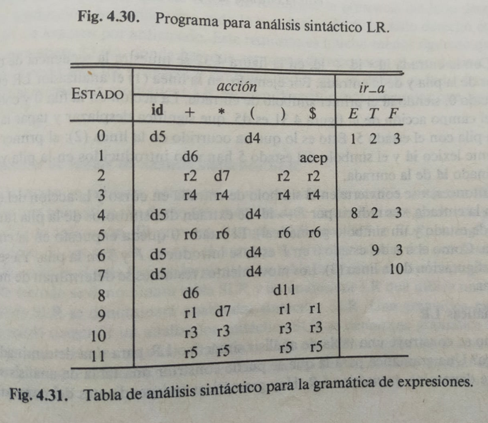 Fig. 4.30. Programa para análisis sintáctico LR.
ESTADO acción ir_a
id + * ( ) $ E T F
0 d5 d4 1 2 3
1 d6 acep
2 r2 d7 r2 r2
3 r4 r4 r4 r4
4 d5 d4 8 2 3
5 r6 r6 r6 r6
6 d5 d4 9 3
7 d5 d4 10
8 d6 d11
9 r1 d7 r1 r1
10 r3 r3 r3 r3
11 r5 r5 r5 r5
Fig. 4.31. Tabla de análisis sintáctico para la gramática de expresiones.